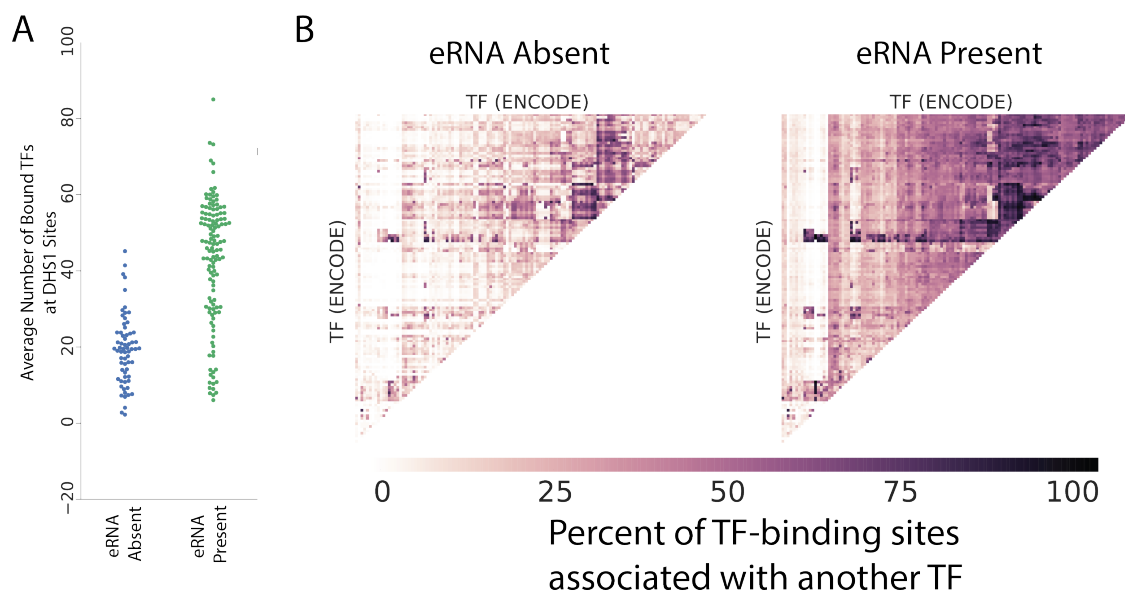 A
B
eRNA Absent
eRNA Present
TF (ENCODE)
TF (ENCODE)
100
80
60
40
20
0
−20
Average Number of Bound TFs
at DHS1 Sites
TF (ENCODE)
TF (ENCODE)
eRNA
Absent
eRNA
Present
0
25
50
75
100
Percent of TF-binding sites
associated with another TF